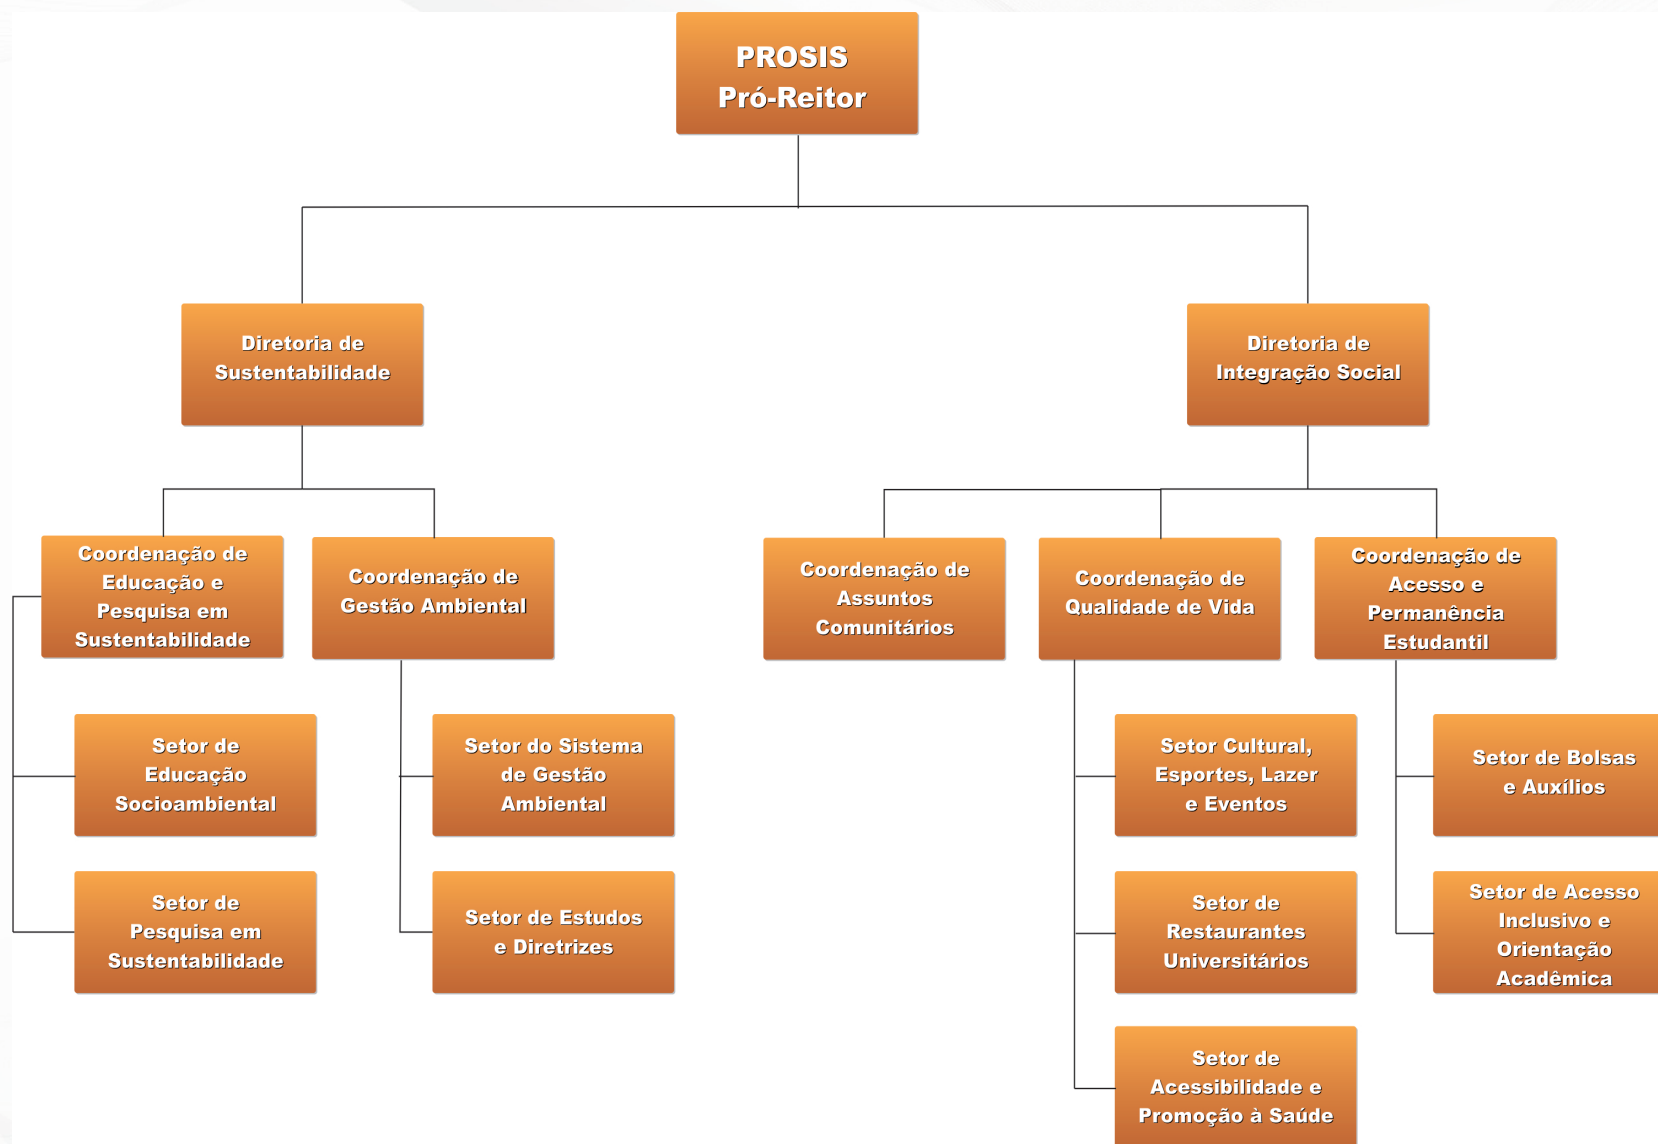 PROSIS
Pró-Reitor
Diretoria de
Sustentabilidade
Diretoria de
Integração Social
Coordenação de
Educação e
Pesquisa em
Sustentabilidade
Coordenação de
Gestão Ambiental
Coordenação de
Assuntos
Comunitários
Coordenação de
Qualidade de Vida
Coordenação de
Acesso e
Permanência
Estudantil
Setor de
Educação
Socioambiental
Setor do Sistema
de Gestão
Ambiental
Setor Cultural,
Esportes, Lazer
e Eventos
Setor de Bolsas
e Auxílios
Setor de
Pesquisa em
Sustentabilidade
Setor de Estudos
e Diretrizes
Setor de
Restaurantes
Universitários
Setor de Acesso
Inclusivo e
Orientação
Acadêmica
Setor de
Acessibilidade e
Promoção à Saúde